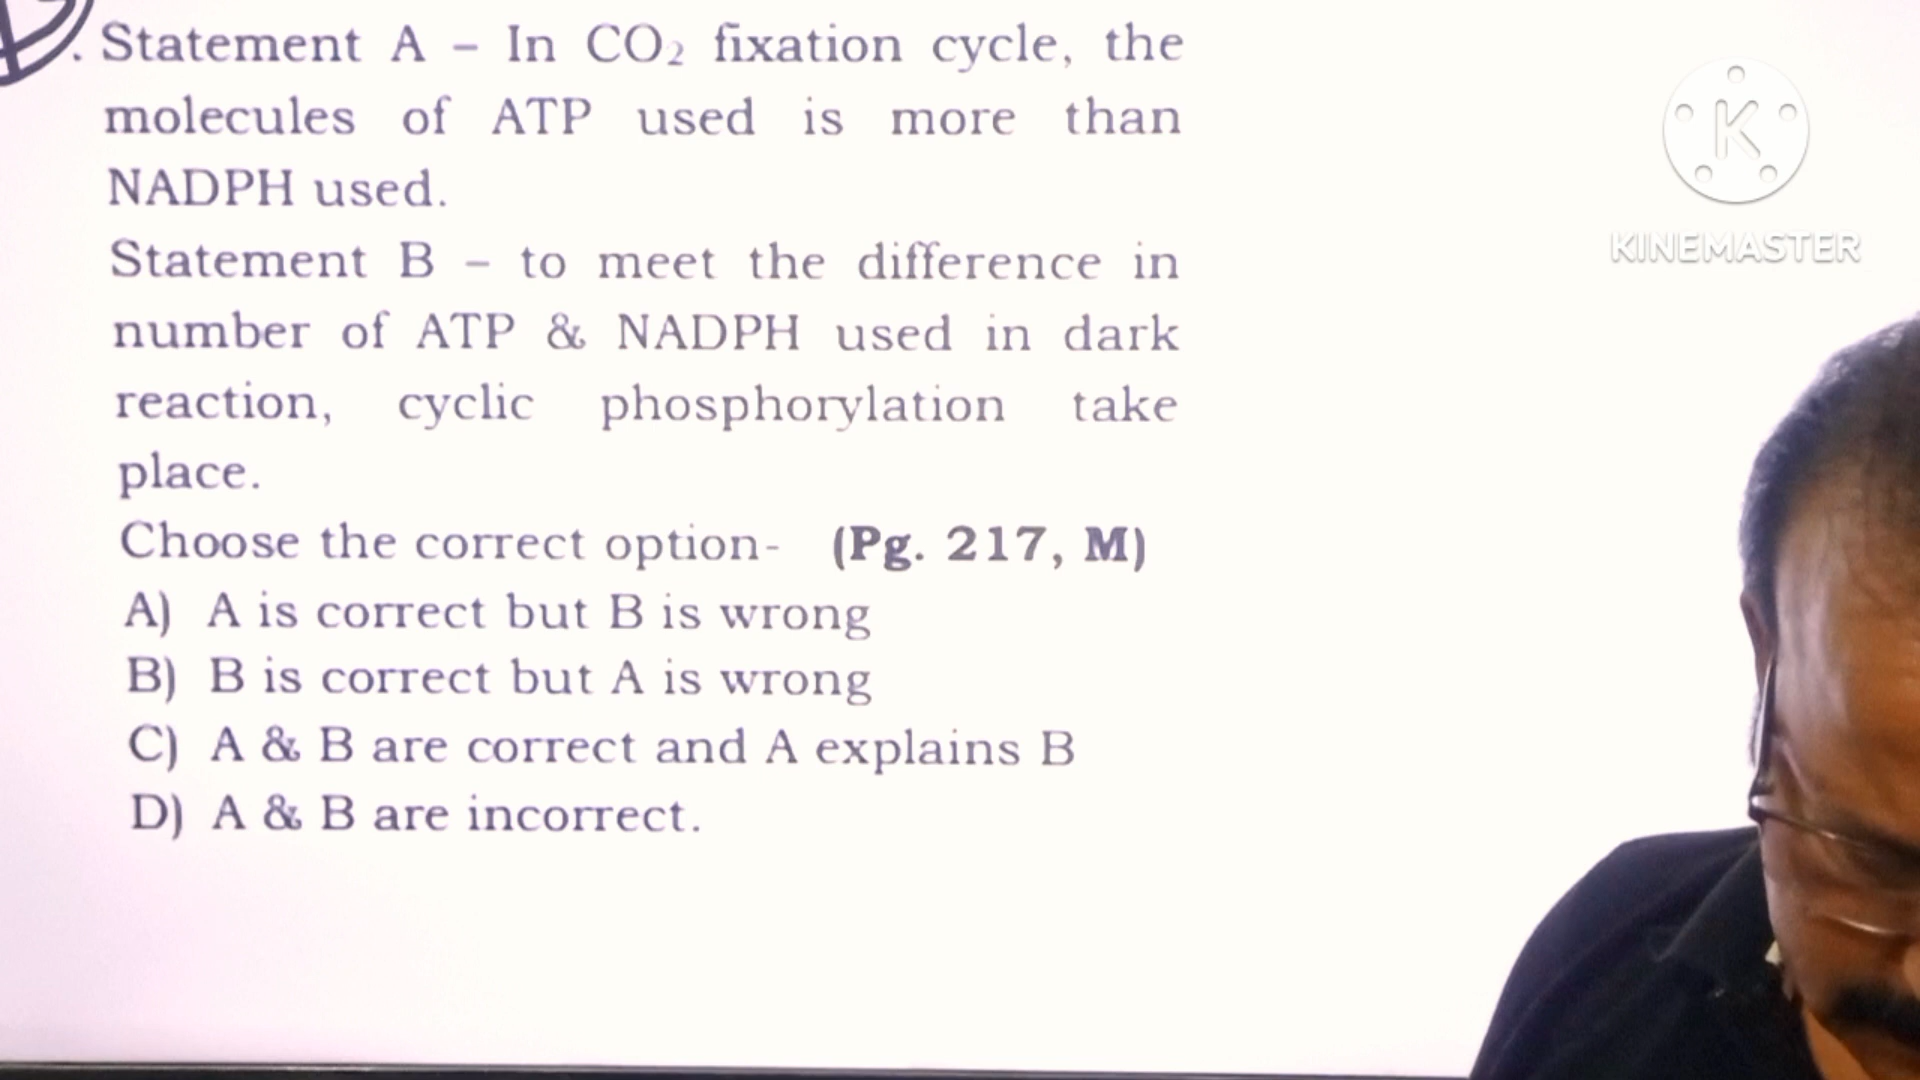 . Statement A – In CO₂ fixation cycle, the
molecules of ATP used is more than
NADPH used.
Statement B – to meet the difference in
number of ATP & NADPH used in dark
reaction, cyclic phosphorylation take
place.
Choose the correct option- (Pg. 217, M)
A) A is correct but B is wrong
B) B is correct but A is wrong
C) A & B are correct and A explains B
D) A & B are incorrect.
K
KINEMASTER